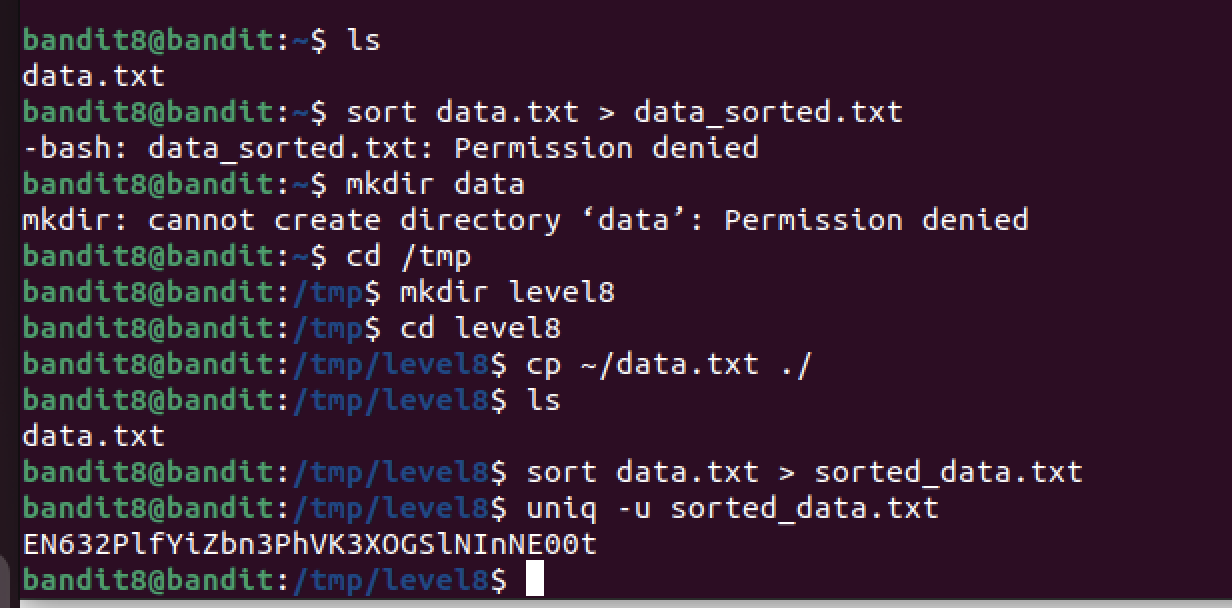 bandit8@bandit:~$ ls
data.txt
bandit8@bandit:~$ sort data.txt > data_sorted.txt
-bash: data_sorted.txt: Permission denied
bandit8@bandit:~$ mkdir data
mkdir: cannot create directory ‘data’: Permission denied
bandit8@bandit:~$ cd /tmp
bandit8@bandit:/tmp$ mkdir level8
bandit8@bandit:/tmp$ cd level8
bandit8@bandit:/tmp/level8$ cp ~/data.txt ./
bandit8@bandit:/tmp/level8$ ls
data.txt
bandit8@bandit:/tmp/level8$ sort data.txt > sorted_data.txt
bandit8@bandit:/tmp/level8$ uniq -u sorted_data.txt
EN632PlfYiZbn3PhVK3XOGSlNInNE00t
bandit8@bandit:/tmp/level8$